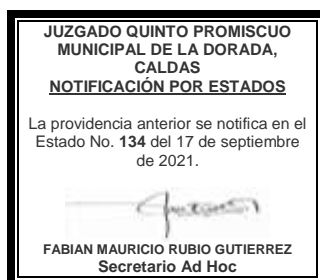 JUZGADO QUINTO PROMISCUO
MUNICIPAL DE LA DORADA,
CALDAS
NOTIFICACIÓN POR ESTADOS
La providencia anterior se notifica en el
Estado No. 134 del 17 de septiembre
de 2021.
FABIAN MAURICIO RUBIO GUTIERREZ
Secretario Ad Hoc